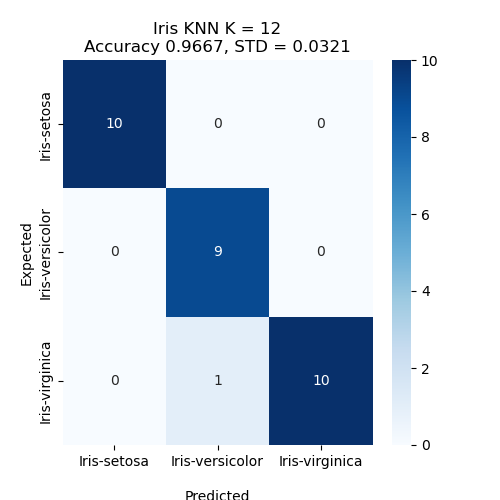 Iris KNN K = 12
Accuracy 0.9667, STD = 0.0321
Expected
Iris-setosa
10 0 0
Iris-versicolor
0 9 0
Iris-virginica
0 1 10
Iris-setosa Iris-versicolor Iris-virginica
Predicted
10
8
6
4
2
0